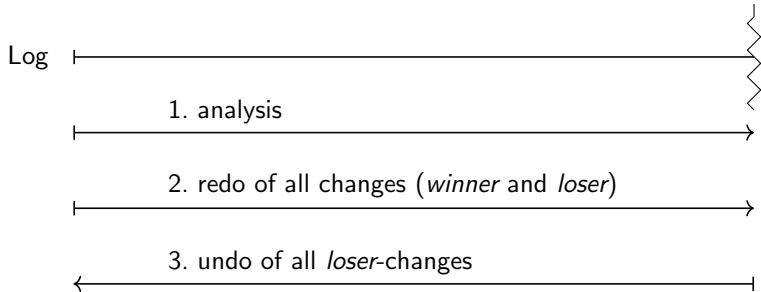 Log
1. analysis
2. redo of all changes (winner and loser)
3. undo of all loser-changes